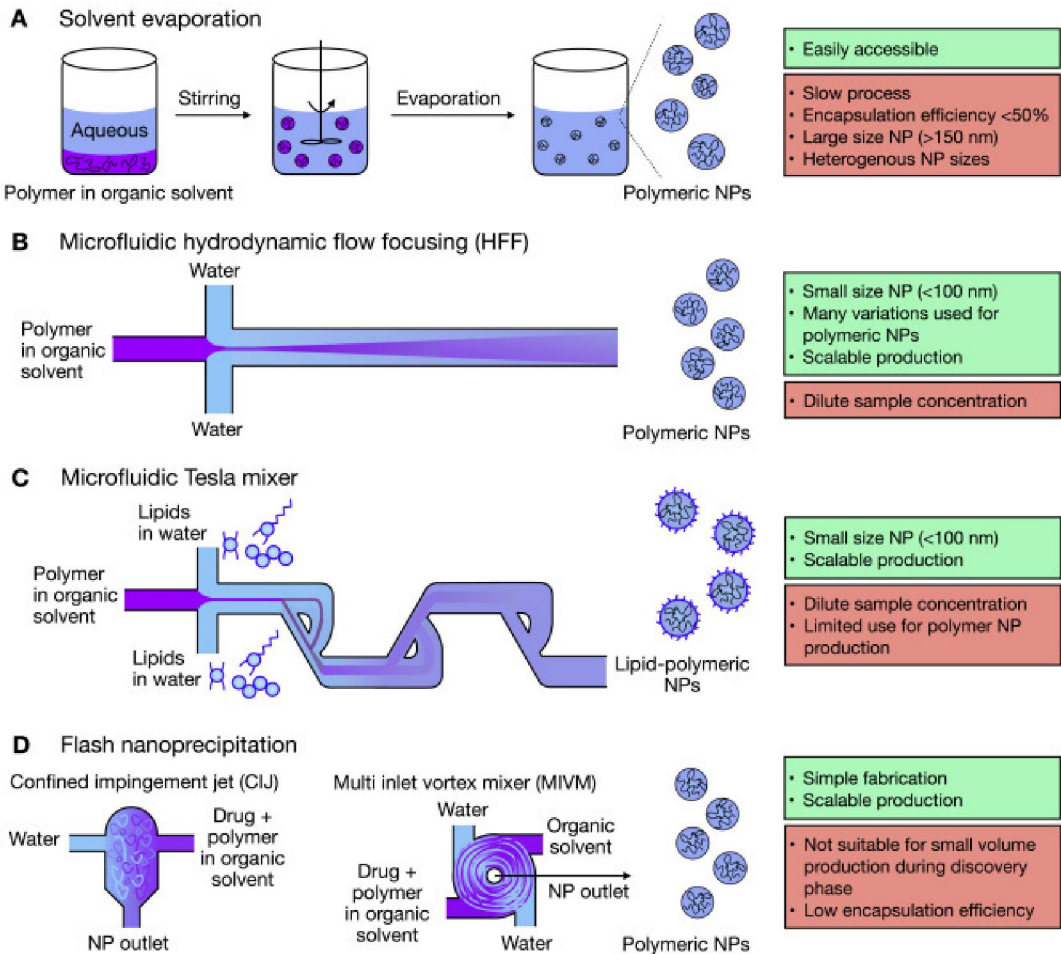 A Solvent evaporation
Aqueous
Stirring
Evaporation
Polymer in organic solvent
Polymeric NPs
• Easily accessible
• Slow process
• Encapsulation efficiency <50%
• Large size NP (>150 nm)
• Heterogenous NP sizes
B Microfluidic hydrodynamic flow focusing (HFF)
Water
Polymer
in organic
solvent
Water
Polymeric NPs
• Small size NP (<100 nm)
• Many variations used for
polymeric NPs
• Scalable production
• Dilute sample concentration
C Microfluidic Tesla mixer
Lipids
in water
Polymer
in organic
solvent
Lipids
in water
Lipid-polymeric
NPs
• Small size NP (<100 nm)
• Scalable production
• Dilute sample concentration
• Limited use for polymer NP
production
D Flash nanoprecipitation
Confined impingement jet (CIJ)
Water
Drug +
polymer
in organic
solvent
NP outlet
Multi inlet vortex mixer (MIVM)
Water
Organic
solvent
Drug +
polymer
in organic
solvent
NP outlet
Water
Polymeric NPs
• Simple fabrication
• Scalable production
• Not suitable for small volume
production during discovery
phase
• Low encapsulation efficiency